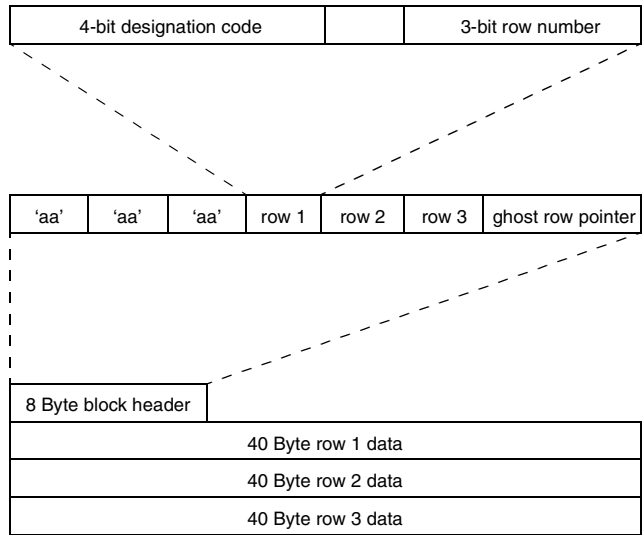 4-bit designation code 3-bit row number
‘aa’ ‘aa’ ‘aa’ row 1 row 2 row 3 ghost row pointer
8 Byte block header
40 Byte row 1 data
40 Byte row 2 data
40 Byte row 3 data